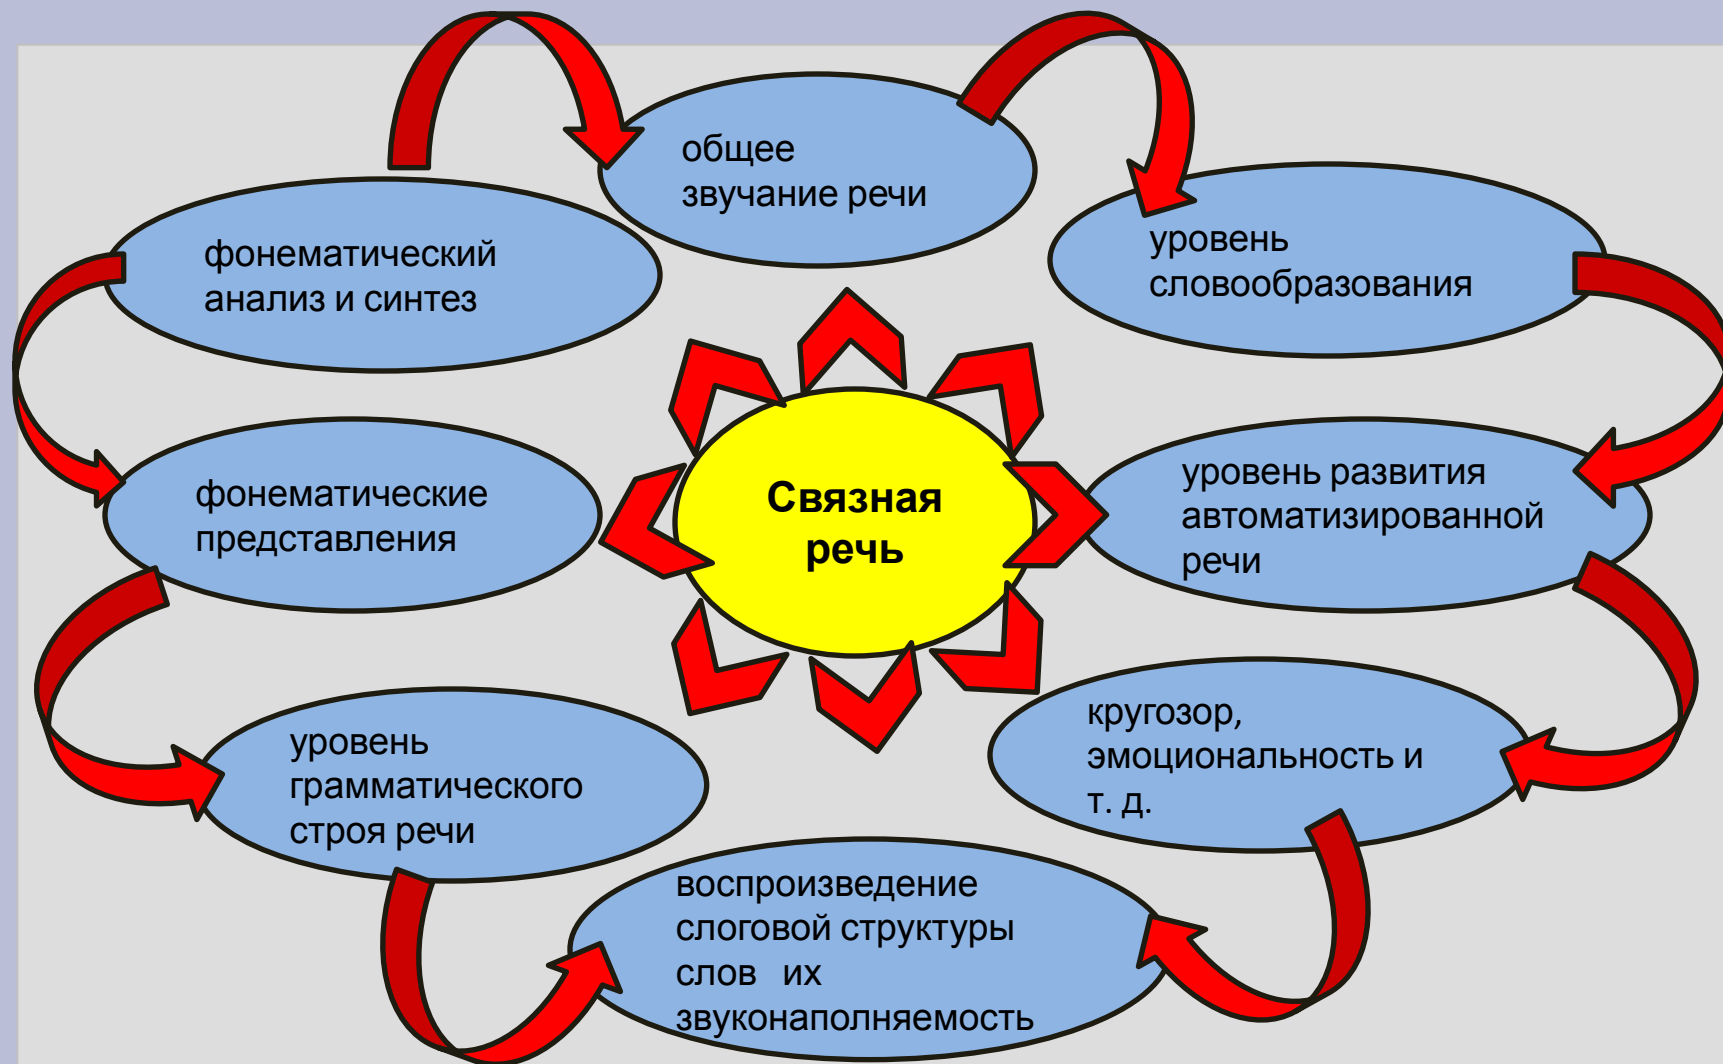 общее
звучание речи
фонематический
анализ и синтез
уровень
словообразования
фонематические
представления
Связная
речь
уровень развития
автоматизированной
речи
уровень
грамматического
строя речи
кругозор,
эмоциональность и
т. д.
воспроизведение
слоговой структуры
слов их
звуконаполняемость